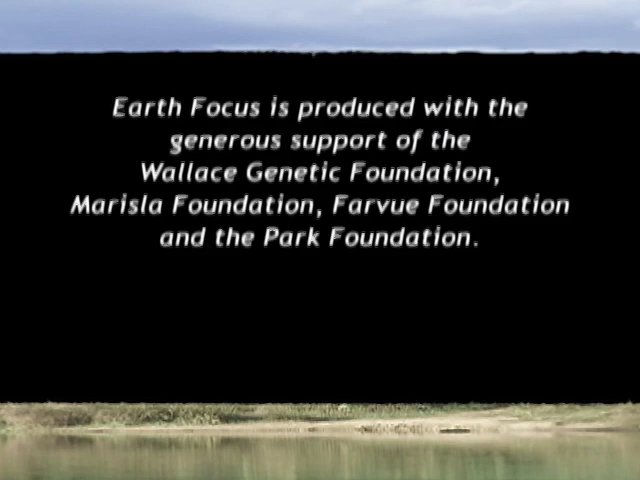 Earth Focus is produced with the
generous support of the
Wallace Genetic Foundation,
Marisla Foundation, Farvue Foundation
and the Park Foundation.